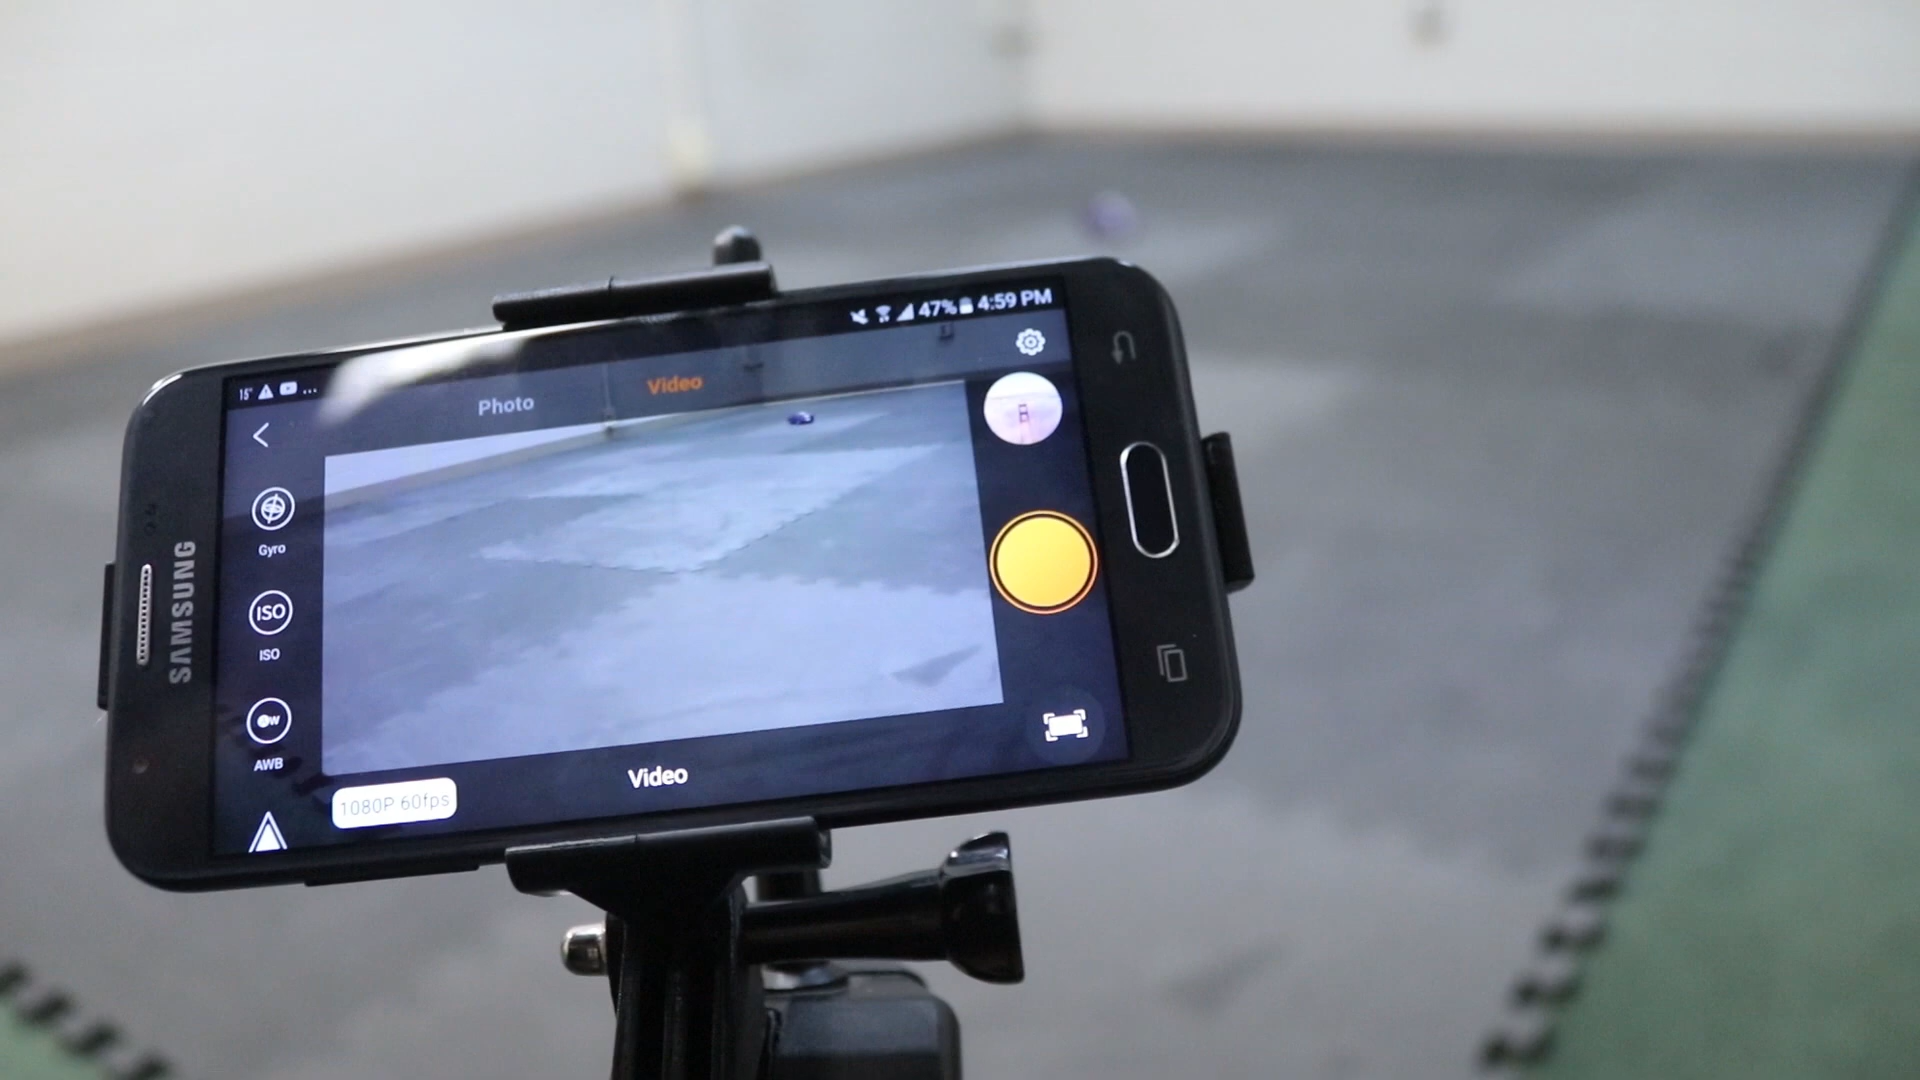 47% 4:59 PM
15° ...
Photo Video
Gyro
ISO
ISO
AWB
1080P 60fps
Video
SAMSUNG